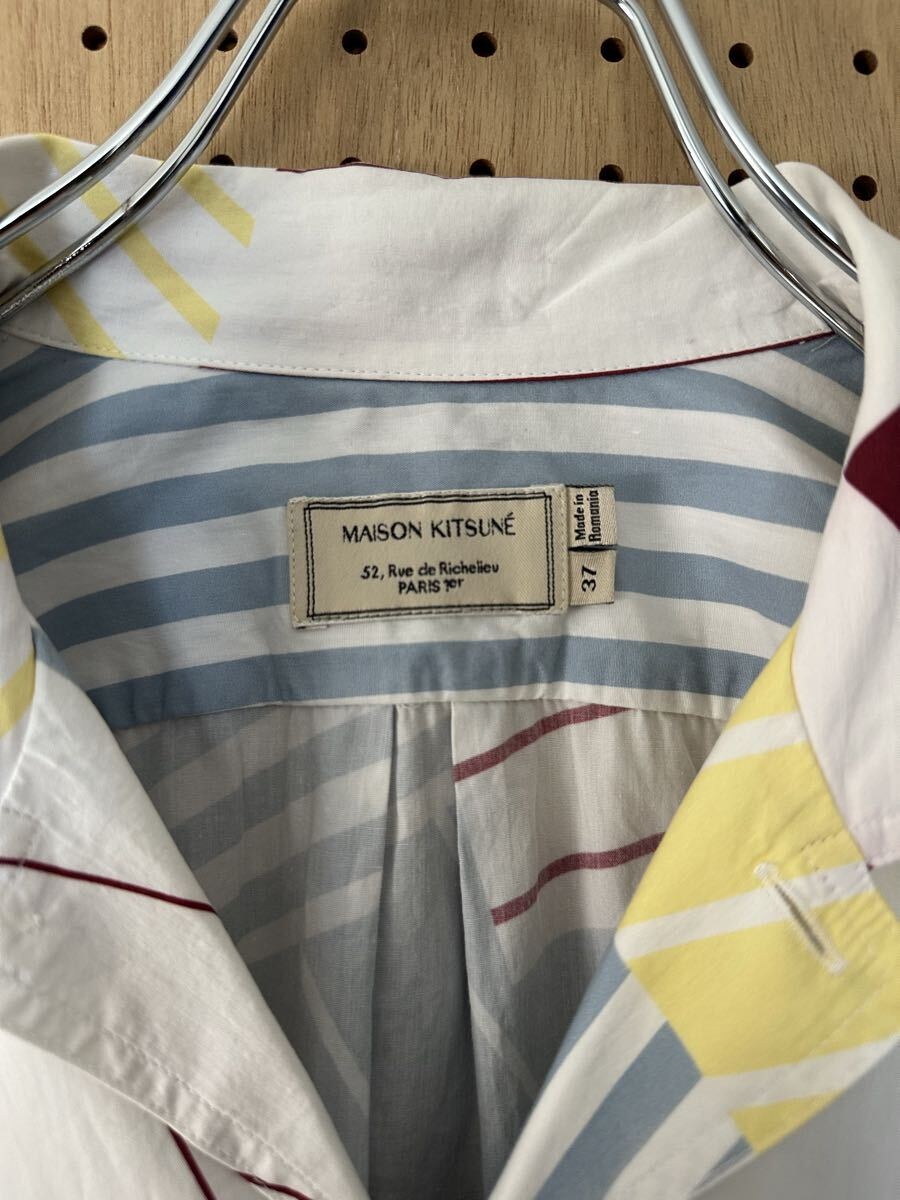 MAISON KITSUNÉ
52, Rue de Richelieu
PARIS 1er
Made in
Romania
37